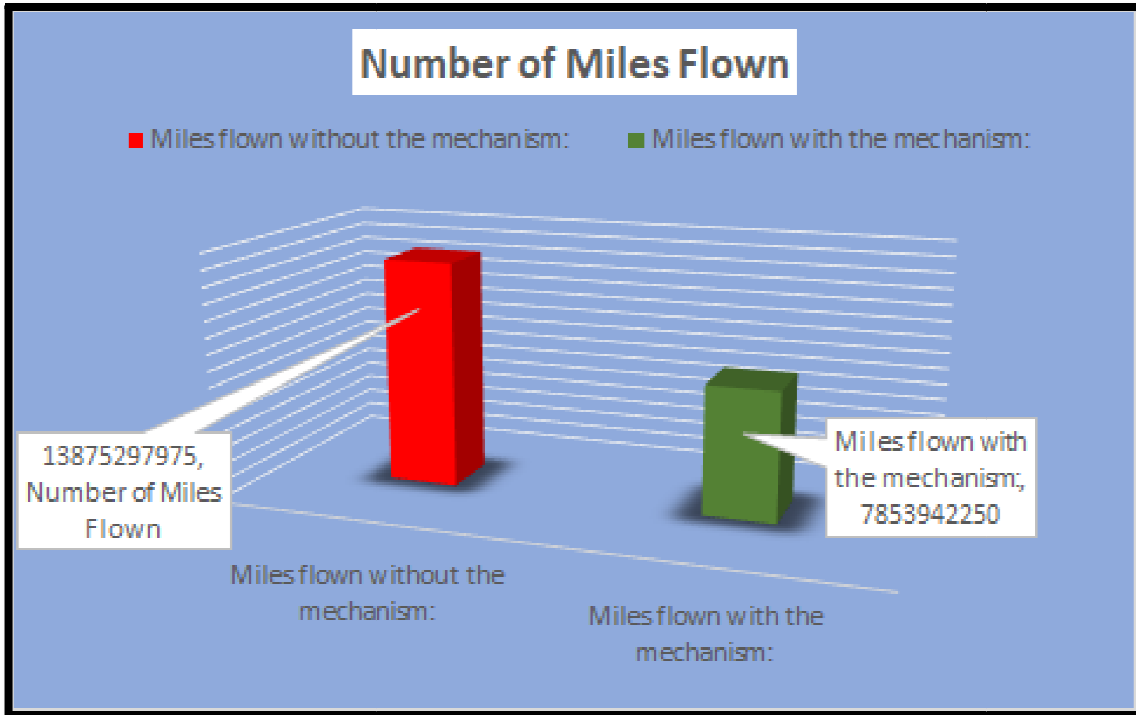 Number of Miles Flown
Miles flown without the mechanism:
Miles flown with the mechanism:
13875297975,
Number of Miles
Flown
Miles flown with
the mechanism:,
7853942250
Miles flown without the
mechanism:
Miles flown with the
mechanism: